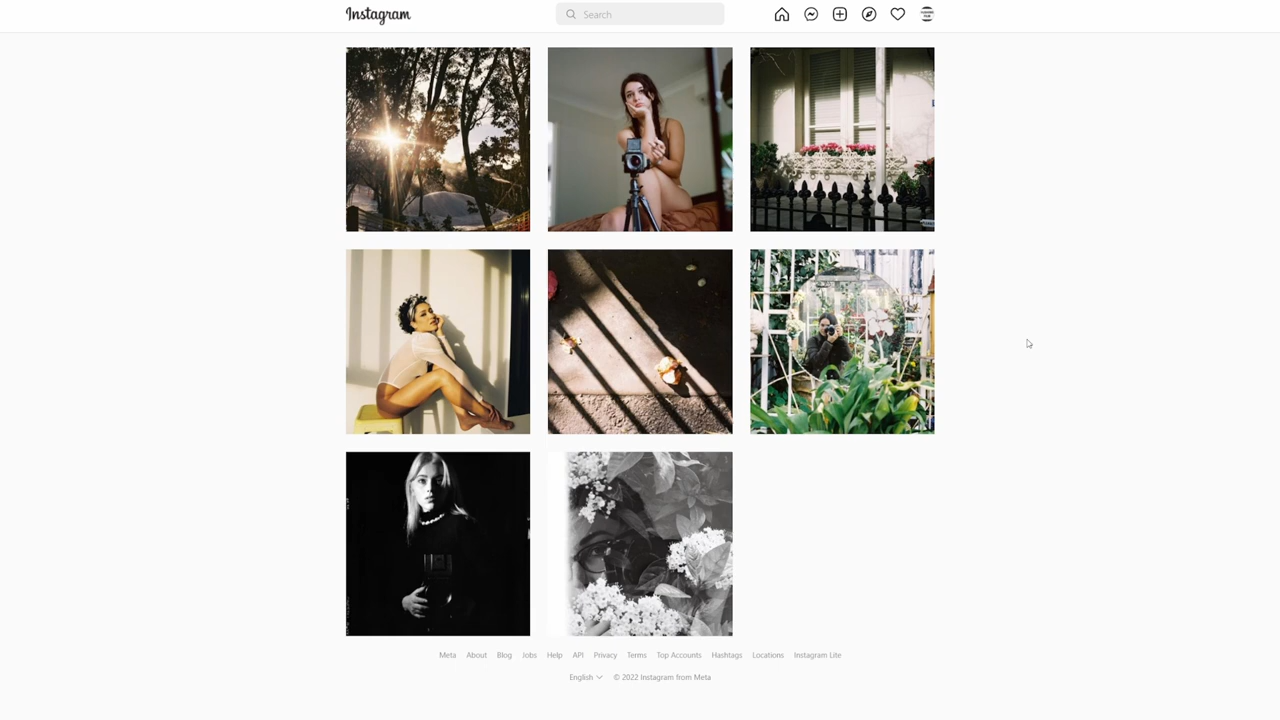 Instagram
Search
Meta About Blog Jobs Help API Privacy Terms Top Accounts Hashtags Locations Instagram Lite
English © 2022 Instagram from Meta